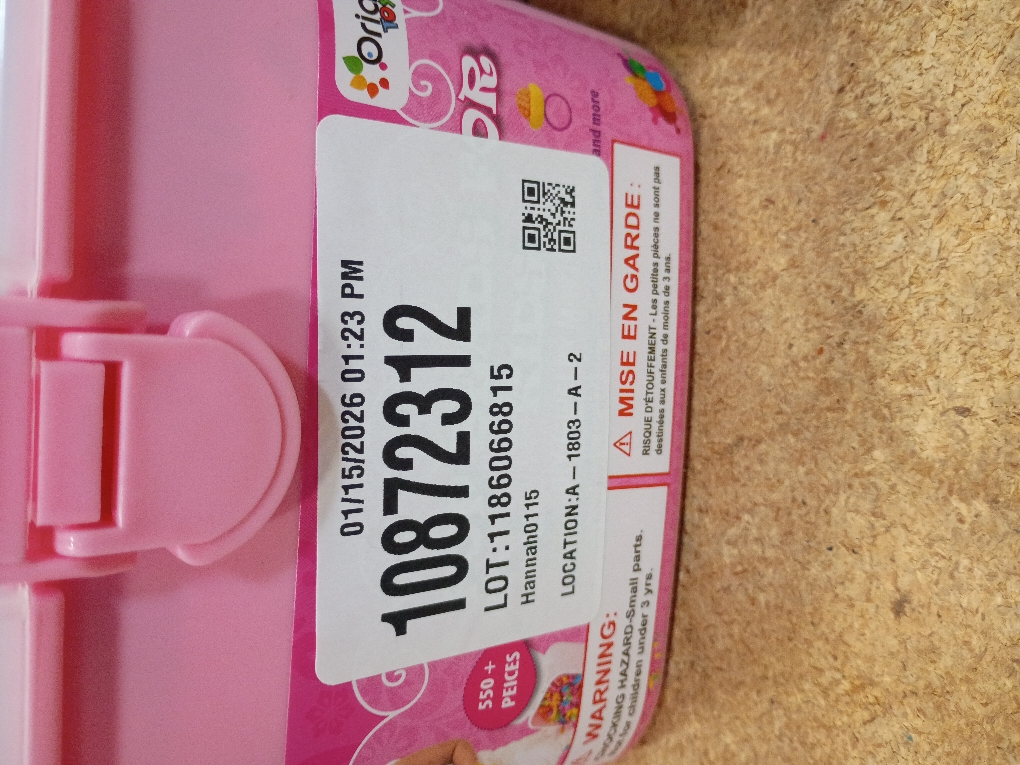 and more
01/15/2026 01:23 PM
10872312
LOT:1186066815
Hannah0115
LOCATION:A-1803-A-2
550+
PEICES
WARNING:
CHOKING HAZARD-Small parts.
for children under 3 yrs.
MISE EN GARDE :
RISQUE D'ÉTOUFFEMENT - Les petites pièces ne sont pas
destinées aux enfants de moins de 3 ans.